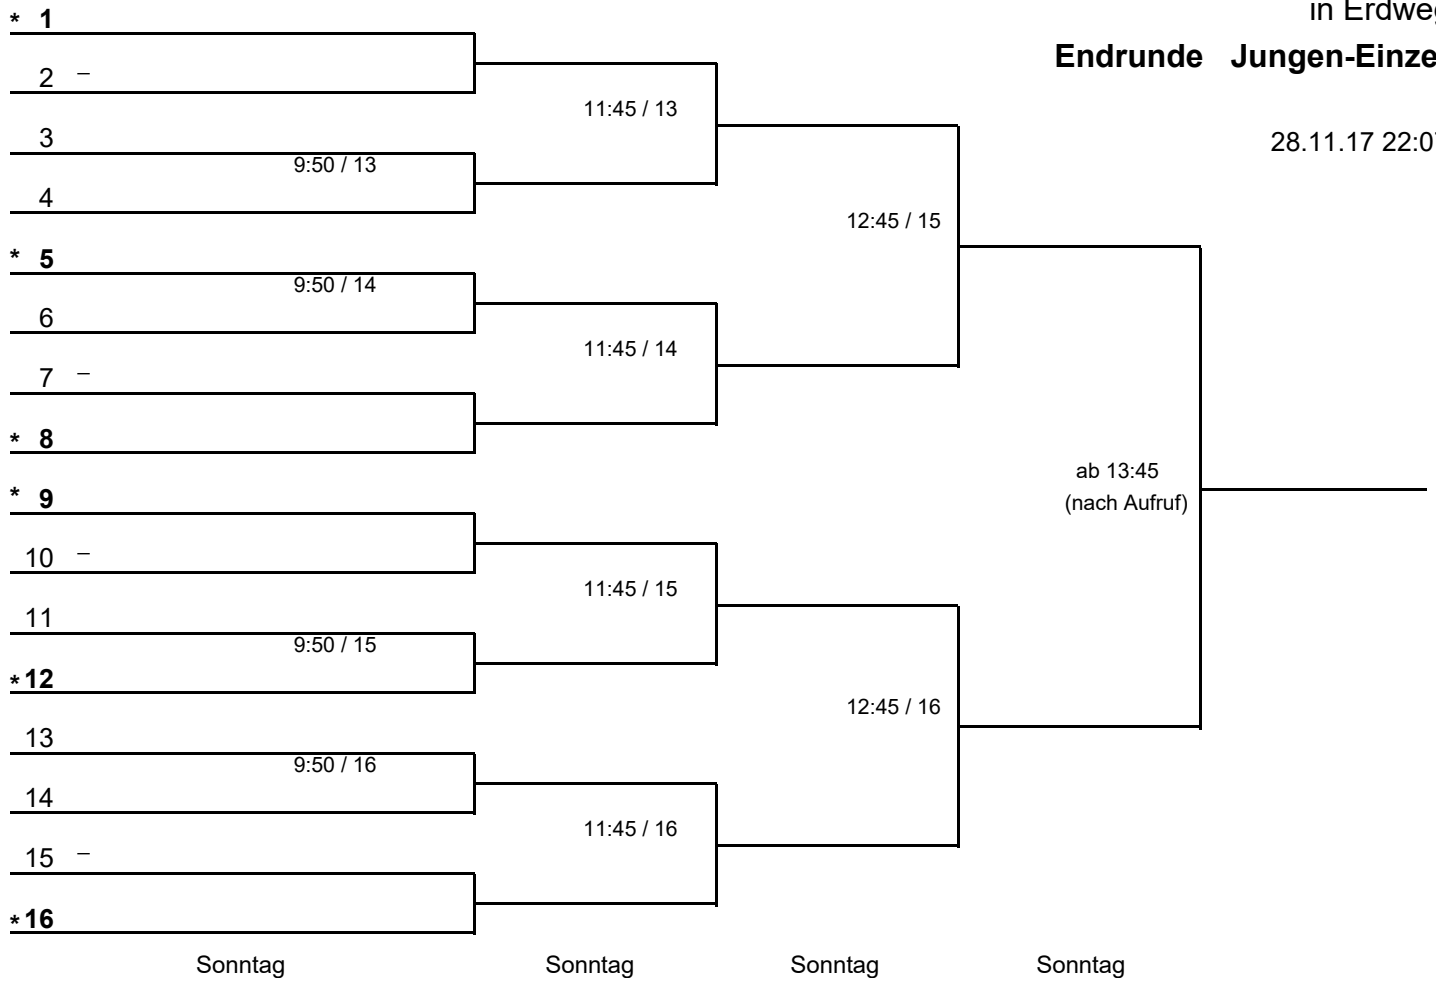 * 1
in Erdweg
Endrunde Jungen-Einze
2 –
11:45 / 13
3
28.11.17 22:07
9:50 / 13
4
12:45 / 15
* 5
9:50 / 14
6
11:45 / 14
7 –
* 8
ab 13:45
(nach Aufruf)
* 9
10 –
11:45 / 15
11
9:50 / 15
* 12
12:45 / 16
13
9:50 / 16
14
11:45 / 16
15 –
* 16
Sonntag Sonntag Sonntag Sonntag